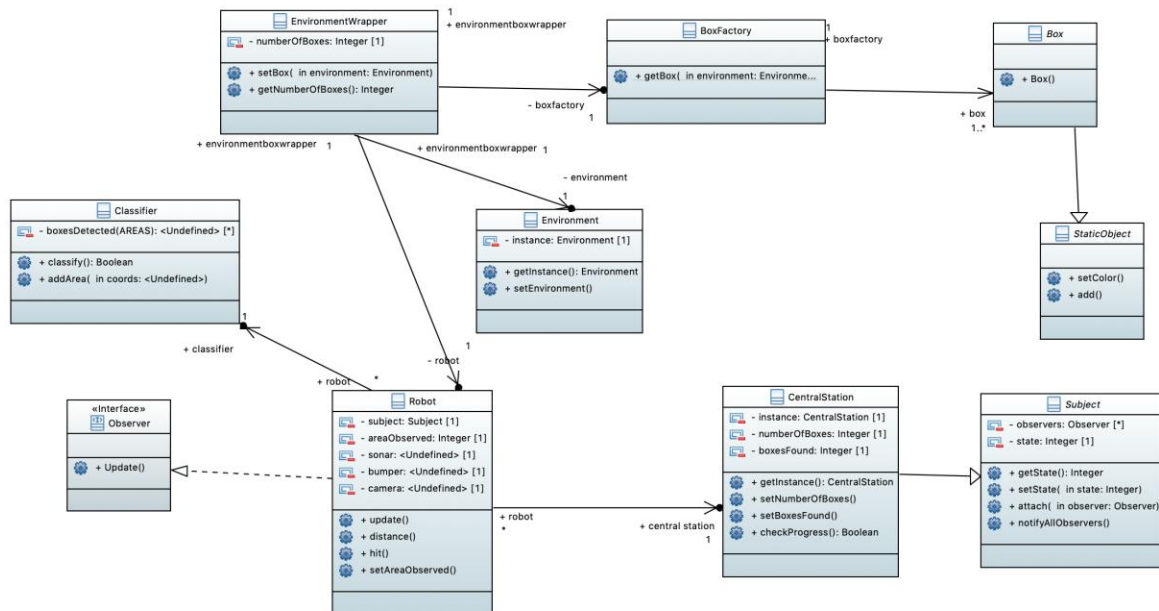 EnvironmentWrapper
- numberOfBoxes: Integer [1]
+ setBox( in environment: Environment)
+ getNumberOfBoxes(): Integer
1
+ environmentboxwrapper
- boxfactory
1
BoxFactory
+ getBox( in environment: Environme...
1
+ boxfactory
Box
+ Box()
+ box
1..*
+ environmentboxwrapper
1
+ environmentboxwrapper
1
- environment
1
Classifier
- boxesDetected(AREAS): <Undefined> [*]
+ classify(): Boolean
+ addArea( in coords: <Undefined>)
Environment
- instance: Environment [1]
+ getInstance(): Environment
+ setEnvironment()
StaticObject
+ setColor()
+ add()
1
+ classifier
1
- robot
+ robot
*
«Interface»
Observer
+ Update()
Robot
- subject: Subject [1]
- areaObserved: Integer [1]
- sonar: <Undefined> [1]
- bumper: <Undefined> [1]
- camera: <Undefined> [1]
+ update()
+ distance()
+ hit()
+ setAreaObserved()
+ robot
*
+ central station
1
CentralStation
- instance: CentralStation [1]
- numberOfBoxes: Integer [1]
- boxesFound: Integer [1]
+ getInstance(): CentralStation
+ setNumberOfBoxes()
+ setBoxesFound()
+ checkProgress(): Boolean
Subject
- observers: Observer [*]
- state: Integer [1]
+ getState(): Integer
+ setState( in state: Integer)
+ attach( in observer: Observer)
+ notifyAllObservers()